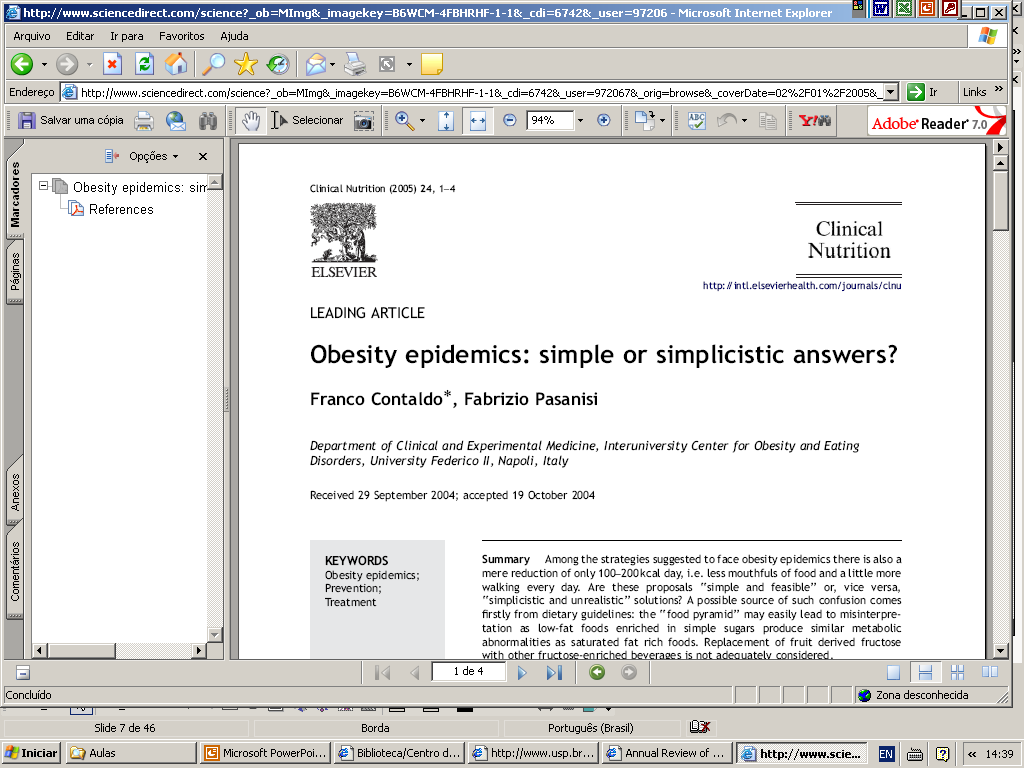 http://www.sciencedirect.com/science?_ob=MImg&_imagekey=B6WCM-4FBHRHF-1-1&_cdi=6742&_user=97206 - Microsoft Internet Explorer
Arquivo Editar Ir para Favoritos Ajuda
Endereço http://www.sciencedirect.com/science?_ob=MImg&_imagekey=B6WCM-4FBHRHF-1-1&_cdi=6742&_user=972067&_orig=browse&_coverDate=02%2F01%2F2005&_ Ir Links »
Salvar uma cópia Selecionar 94% Y! Adobe Reader 7.0
Marcadores
Páginas
Anexos
Comentários
Opções
Obesity epidemics: sim
References
Clinical Nutrition (2005) 24, 1–4
ELSEVIER
Clinical
Nutrition
http://intl.elsevierhealth.com/journals/clnu
LEADING ARTICLE
Obesity epidemics: simple or simplicistic answers?
Franco Contaldo*, Fabrizio Pasanisi
Department of Clinical and Experimental Medicine, Interuniversity Center for Obesity and Eating
Disorders, University Federico II, Napoli, Italy
Received 29 September 2004; accepted 19 October 2004
KEYWORDS
Obesity epidemics;
Prevention;
Treatment
Summary Among the strategies suggested to face obesity epidemics there is also a
mere reduction of only 100–200 kcal day, i.e. less mouthfuls of food and a little more
walking every day. Are these proposals "simple and feasible" or, vice versa,
"simplicistic and unrealistic" solutions? A possible source of such confusion comes
firstly from dietary guidelines: the "food pyramid" may easily lead to misinterpre-
tation as low-fat foods enriched in simple sugars produce similar metabolic
abnormalities as saturated fat rich foods. Replacement of fruit derived fructose
with other fructose-enriched beverages is not adequately considered.
1 de 4
Concluído Zona desconhecida
Slide 7 de 46 Borda Português (Brasil)
Iniciar Aulas Microsoft PowerPoi... Biblioteca/Centro d... http://www.usp.br... Annual Review of ... http://www.scie... EN « 14:39